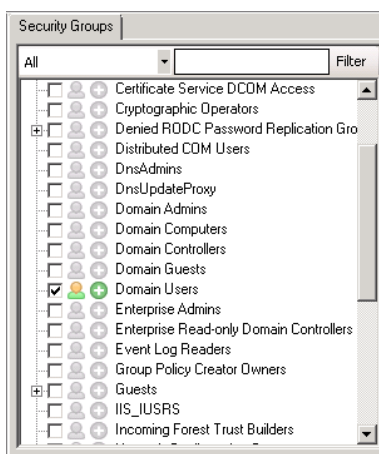 Security Groups
All
Filter
Certificate Service DCOM Access
Cryptographic Operators
Denied RODC Password Replication Gro
Distributed COM Users
DnsAdmins
DnsUpdateProxy
Domain Admins
Domain Computers
Domain Controllers
Domain Guests
Domain Users
Enterprise Admins
Enterprise Read-only Domain Controllers
Event Log Readers
Group Policy Creator Owners
Guests
IIS_IUSRS
Incoming Forest Trust Builders